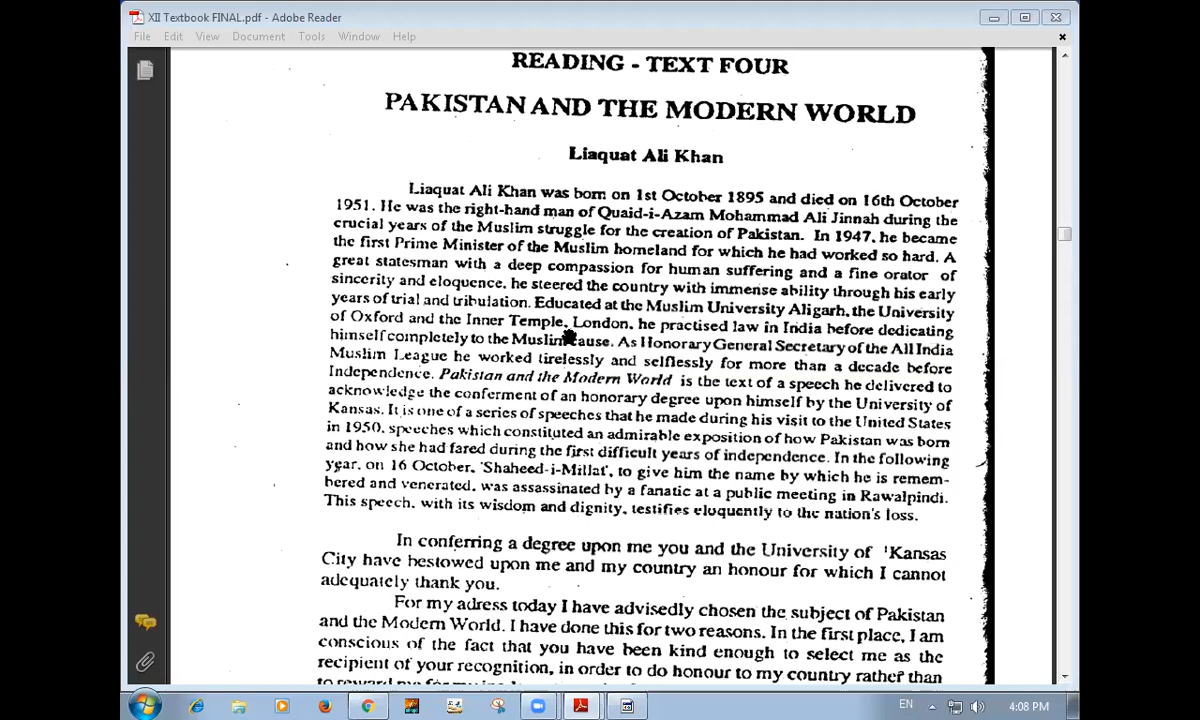 XII Textbook FINAL.pdf - Adobe Reader
File Edit View Document Tools Window Help
READING - TEXT FOUR
PAKISTAN AND THE MODERN WORLD
Liaquat Ali Khan
Liaquat Ali Khan was born on 1st October 1895 and died on 16th October
1951. He was the right-hand man of Quaid-i-Azam Mohammad Ali Jinnah during the
crucial years of the Muslim struggle for the creation of Pakistan. In 1947, he became
the first Prime Minister of the Muslim homeland for which he had worked so hard. A
great statesman with a deep compassion for human suffering and a fine orator of
sincerity and eloquence, he steered the country with immense ability through his early
years of trial and tribulation. Educated at the Muslim University Aligarh, the University
of Oxford and the Inner Temple, London, he practised law in India before dedicating
himself completely to the Muslim cause. As Honorary General Secretary of the All India
Muslim League he worked tirelessly and selflessly for more than a decade before
Independence. Pakistan and the Modern World is the text of a speech he delivered to
acknowledge the conferment of an honorary degree upon himself by the University of
Kansas. It is one of a series of speeches that he made during his visit to the United States
in 1950, speeches which constituted an admirable exposition of how Pakistan was born
and how she had fared during the first difficult years of independence. In the following
year, on 16 October, 'Shaheed-i-Millat', to give him the name by which he is remem-
bered and venerated, was assassinated by a fanatic at a public meeting in Rawalpindi.
This speech, with its wisdom and dignity, testifies eloquently to the nation's loss.
In conferring a degree upon me you and the University of 'Kansas
City have bestowed upon me and my country an honour for which I cannot
adequately thank you.
For my adress today I have advisedly chosen the subject of Pakistan
and the Modern World. I have done this for two reasons. In the first place, I am
conscious of the fact that you have been kind enough to select me as the
recipient of your recognition, in order to do honour to my country rather than
EN 4:08 PM